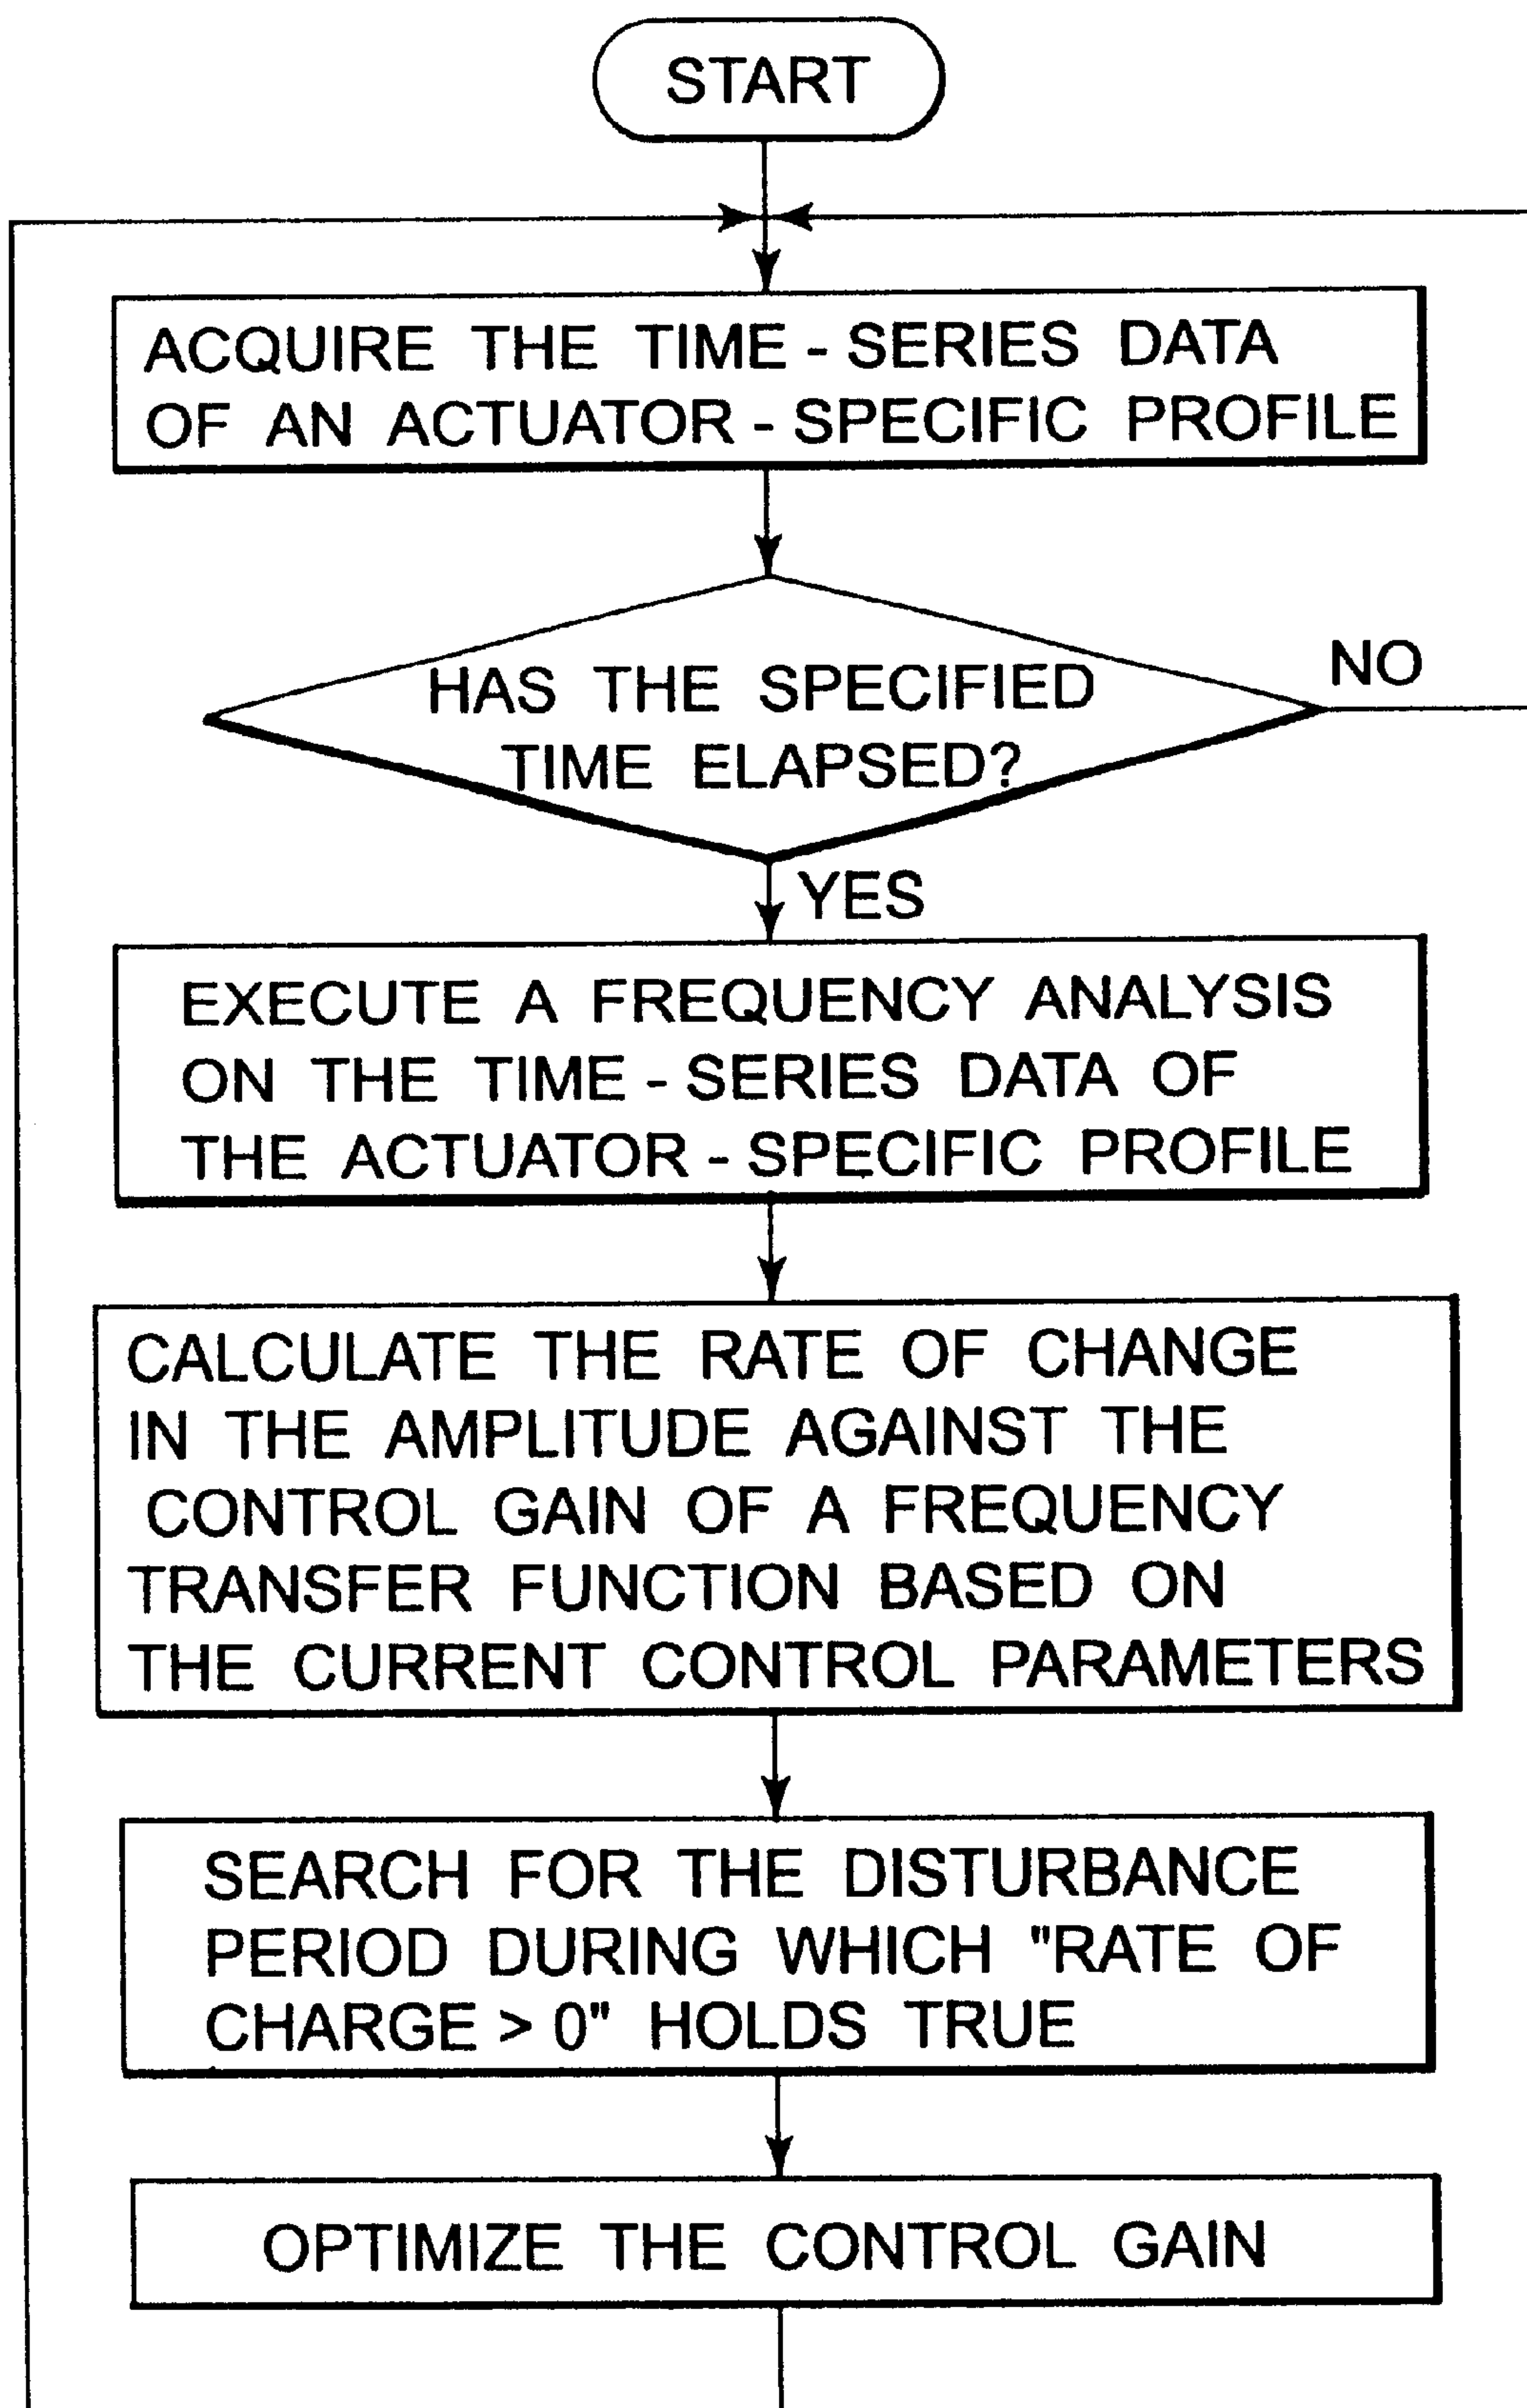 START
ACQUIRE THE TIME - SERIES DATA
OF AN ACTUATOR - SPECIFIC PROFILE
HAS THE SPECIFIED
TIME ELAPSED?
NO
YES
EXECUTE A FREQUENCY ANALYSIS
ON THE TIME - SERIES DATA OF
THE ACTUATOR - SPECIFIC PROFILE
CALCULATE THE RATE OF CHANGE
IN THE AMPLITUDE AGAINST THE
CONTROL GAIN OF A FREQUENCY
TRANSFER FUNCTION BASED ON
THE CURRENT CONTROL PARAMETERS
SEARCH FOR THE DISTURBANCE
PERIOD DURING WHICH "RATE OF
CHARGE > 0" HOLDS TRUE
OPTIMIZE THE CONTROL GAIN